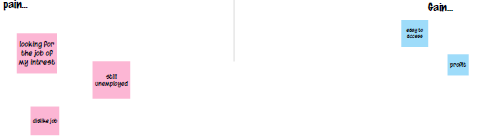 pain...
Gain...
looking for
the job of
my intrest
still
unemployed
dislike job
easy to
access
profit